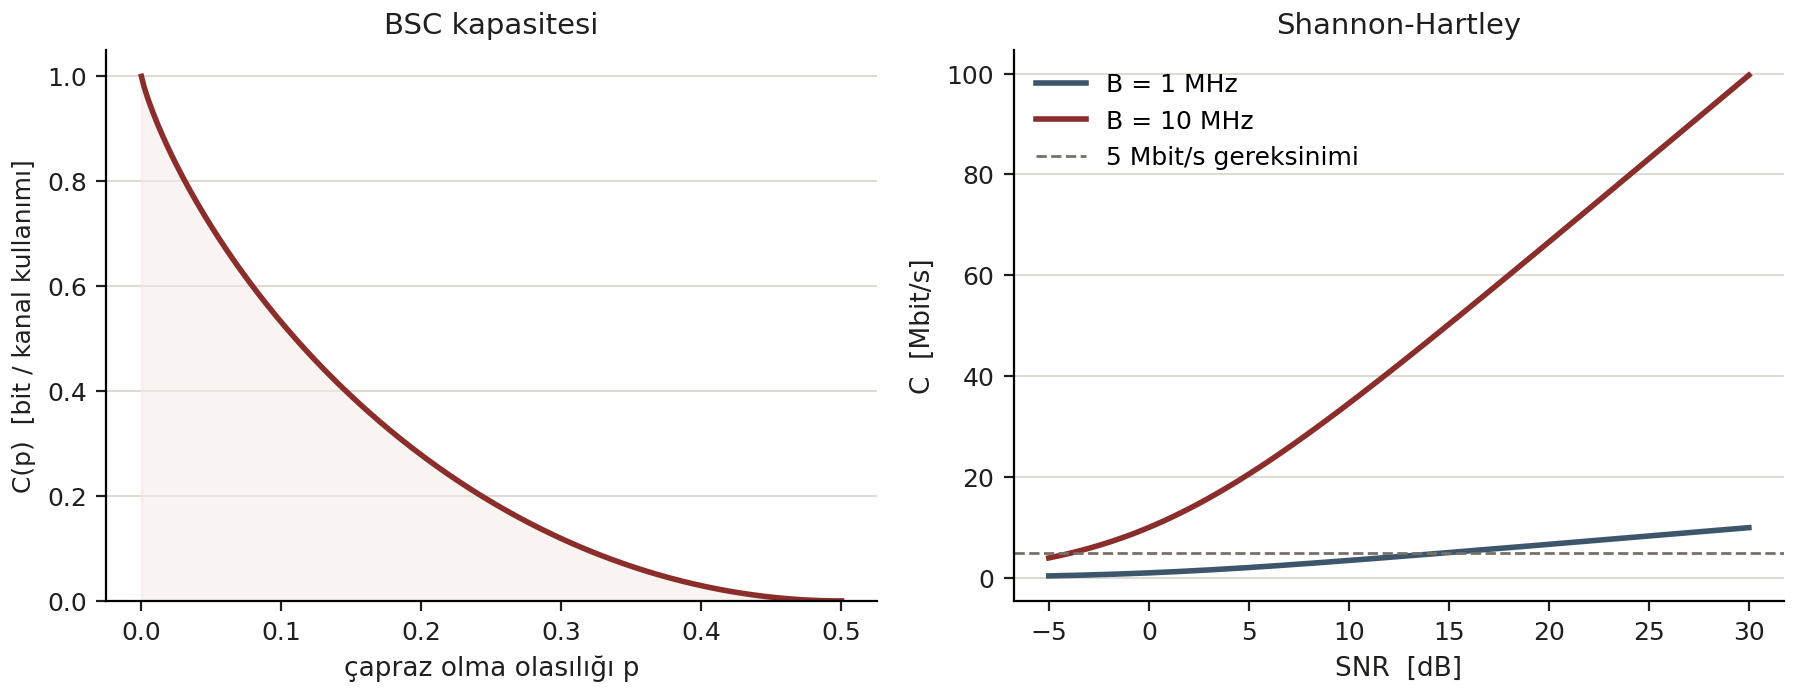 BSC kapasitesi
C(p)  [bit / kanal kullanımı]
1.0
0.8
0.6
0.4
0.2
0.0
0.0 0.1 0.2 0.3 0.4 0.5
çapraz olma olasılığı p
Shannon-Hartley
B = 1 MHz
B = 10 MHz
5 Mbit/s gereksinimi
C  [Mbit/s]
100
80
60
40
20
0
−5 0 5 10 15 20 25 30
SNR  [dB]